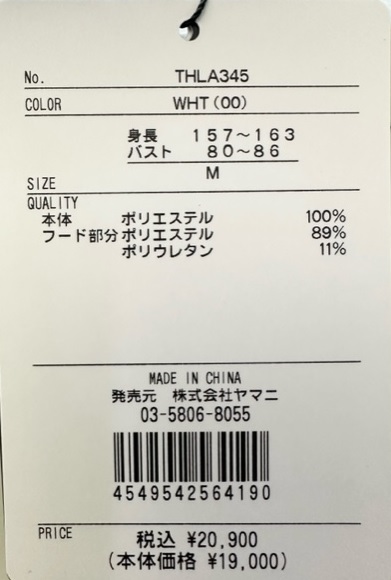 No. THLA345
COLOR WHT(00)
身長 157~163
バスト 80~86
SIZE M
QUALITY
本体 ポリエステル 100%
フード部分 ポリエステル 89%
ポリウレタン 11%
MADE IN CHINA
発売元 株式会社ヤマニ
03-5806-8055
4549542564190
PRICE 税込 ¥20,900
(本体価格 ¥19,000)